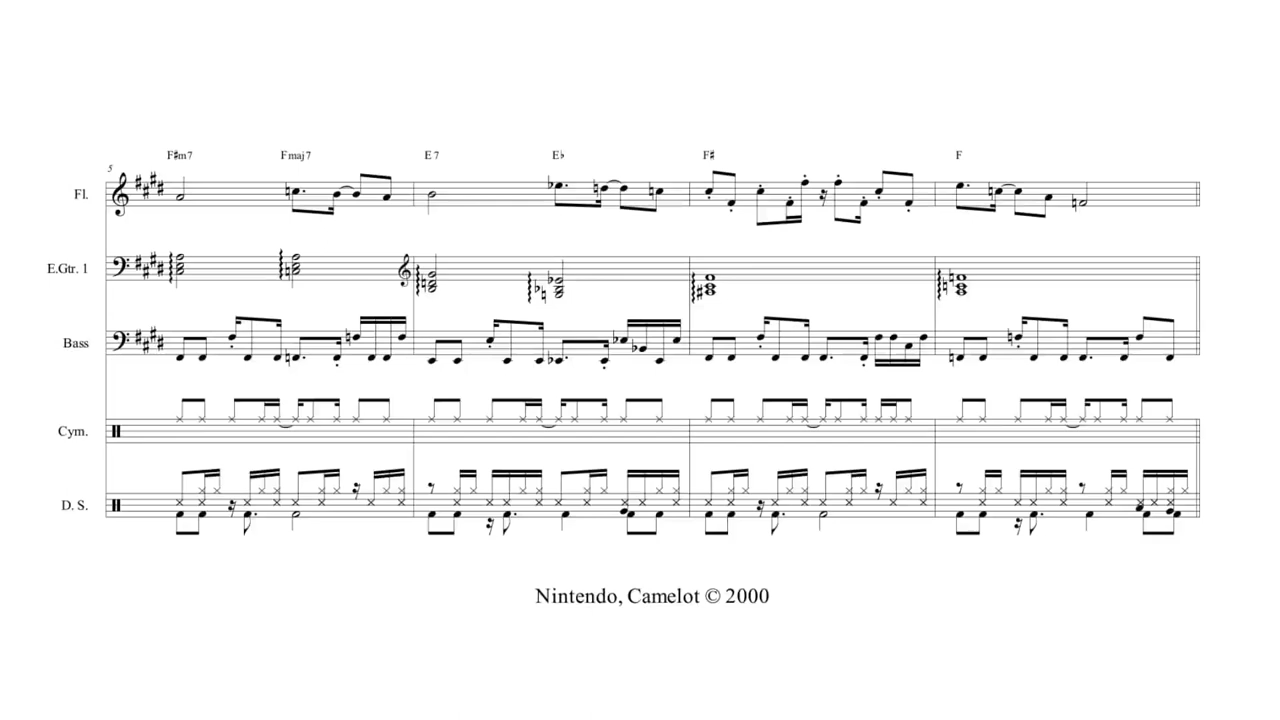 F♯m7 Fmaj7 E7 E♭ F♯ F
5
Fl.
E.Gtr. 1
Bass
Cym.
D. S.
Nintendo, Camelot © 2000